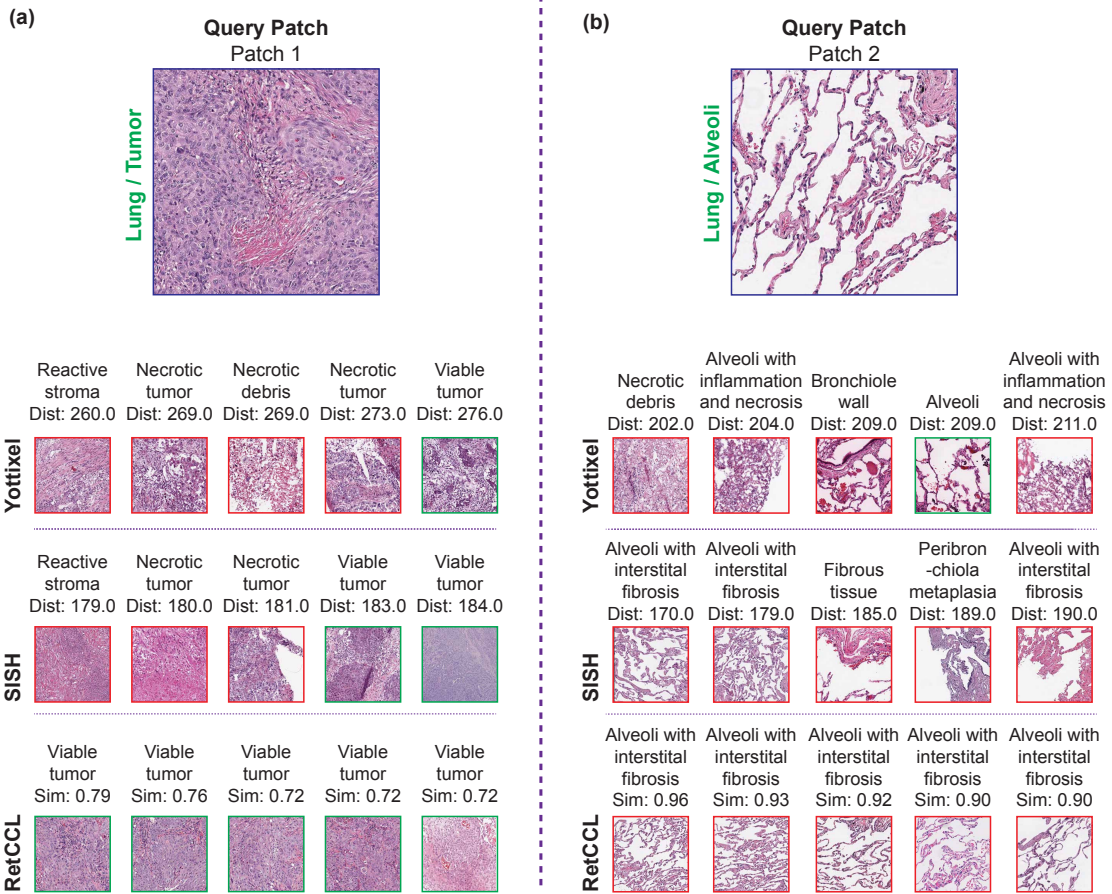 (a)
Query Patch
Patch 1
Lung / Tumor
Yottixel
Reactive
stroma
Dist: 260.0
Necrotic
tumor
Dist: 269.0
Necrotic
debris
Dist: 269.0
Necrotic
tumor
Dist: 273.0
Viable
tumor
Dist: 276.0
SISH
Reactive
stroma
Dist: 179.0
Necrotic
tumor
Dist: 180.0
Necrotic
tumor
Dist: 181.0
Viable
tumor
Dist: 183.0
Viable
tumor
Dist: 184.0
RetCCL
Viable
tumor
Sim: 0.79
Viable
tumor
Sim: 0.76
Viable
tumor
Sim: 0.72
Viable
tumor
Sim: 0.72
Viable
tumor
Sim: 0.72
(b)
Query Patch
Patch 2
Lung / Alveoli
Yottixel
Necrotic
debris
Dist: 202.0
Alveoli with
inflammation
and necrosis
Dist: 204.0
Bronchiole
wall
Dist: 209.0
Alveoli
Dist: 209.0
Alveoli with
inflammation
and necrosis
Dist: 211.0
SISH
Alveoli with
interstital
fibrosis
Dist: 170.0
Alveoli with
interstital
fibrosis
Dist: 179.0
Fibrous
tissue
Dist: 185.0
Peribron
-chiola
metaplasia
Dist: 189.0
Alveoli with
interstital
fibrosis
Dist: 190.0
RetCCL
Alveoli with
interstital
fibrosis
Sim: 0.96
Alveoli with
interstital
fibrosis
Sim: 0.93
Alveoli with
interstital
fibrosis
Sim: 0.92
Alveoli with
interstital
fibrosis
Sim: 0.90
Alveoli with
interstital
fibrosis
Sim: 0.90